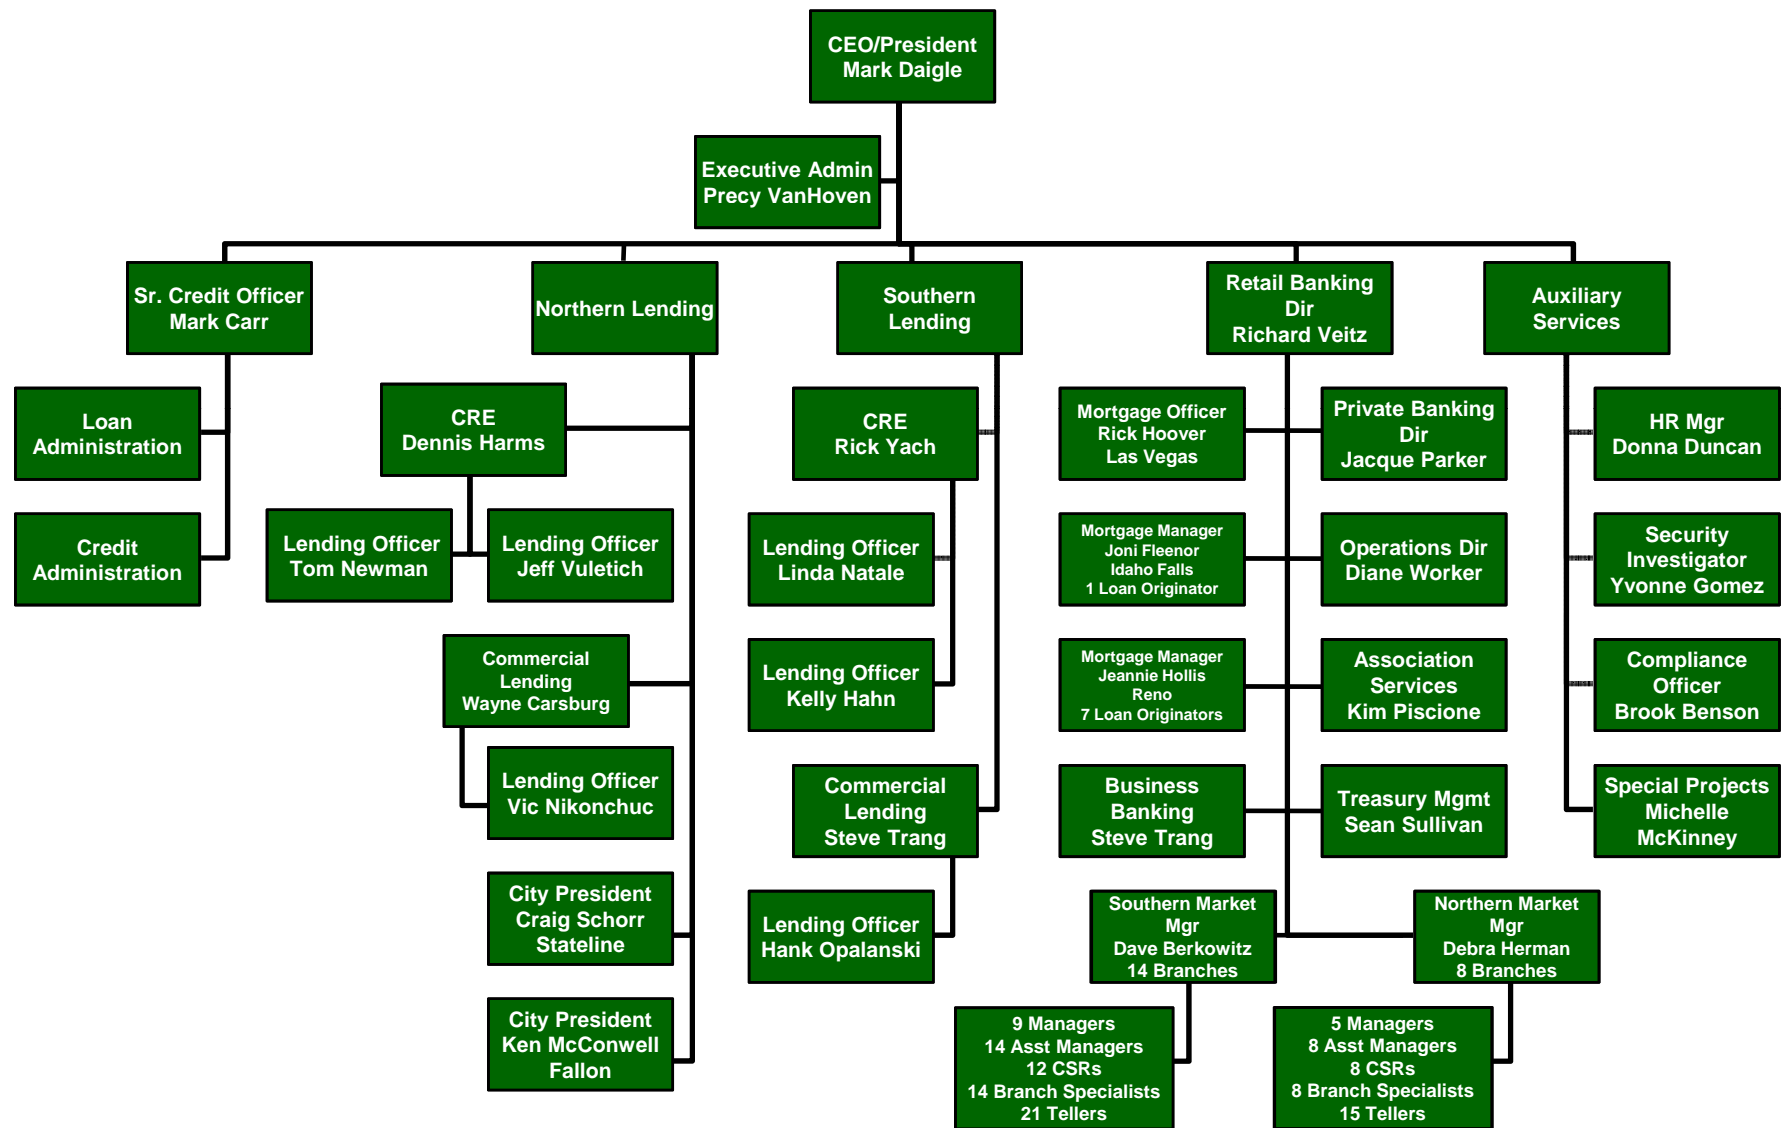 CEO/President
Mark Daigle
Executive Admin
Precy VanHoven
Sr. Credit Officer
Mark Carr
Northern Lending
Southern
Lending
Retail Banking
Dir
Richard Veitz
Auxiliary
Services
Loan
Administration
CRE
Dennis Harms
CRE
Rick Yach
Mortgage Officer
Rick Hoover
Las Vegas
Private Banking
Dir
Jacque Parker
HR Mgr
Donna Duncan
Credit
Administration
Lending Officer
Tom Newman
Lending Officer
Jeff Vuletich
Lending Officer
Linda Natale
Mortgage Manager
Joni Fleenor
Idaho Falls
1 Loan Originator
Operations Dir
Diane Worker
Security
Investigator
Yvonne Gomez
Commercial
Lending
Wayne Carsburg
Lending Officer
Kelly Hahn
Mortgage Manager
Jeannie Hollis
Reno
7 Loan Originators
Association
Services
Kim Piscione
Compliance
Officer
Brook Benson
Lending Officer
Vic Nikonchuc
Commercial
Lending
Steve Trang
Business
Banking
Steve Trang
Treasury Mgmt
Sean Sullivan
Special Projects
Michelle
McKinney
City President
Craig Schorr
Stateline
Lending Officer
Hank Opalanski
Southern Market
Mgr
Dave Berkowitz
14 Branches
Northern Market
Mgr
Debra Herman
8 Branches
City President
Ken McConwell
Fallon
9 Managers
14 Asst Managers
12 CSRs
14 Branch Specialists
21 Tellers
5 Managers
8 Asst Managers
8 CSRs
8 Branch Specialists
15 Tellers